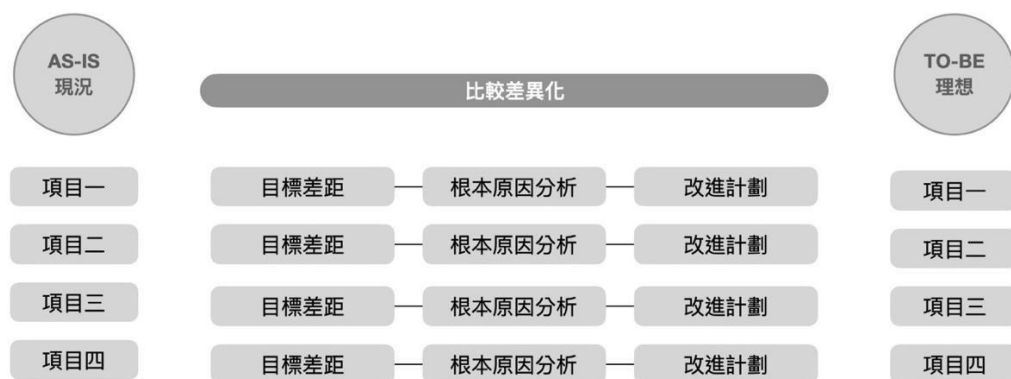 AS-IS
現況
比較差異化
TO-BE
理想
項目一 目標差距 根本原因分析 改進計劃 項目一
項目二 目標差距 根本原因分析 改進計劃 項目二
項目三 目標差距 根本原因分析 改進計劃 項目三
項目四 目標差距 根本原因分析 改進計劃 項目四